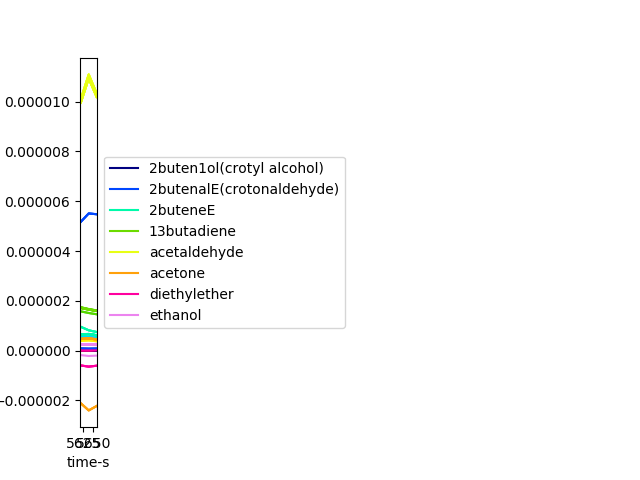 0.000010
0.000008
0.000006
0.000004
0.000002
0.000000
-0.000002
time-s
2buten1ol(crotyl alcohol)
2butenalE(crotonaldehyde)
2buteneE
13butadiene
acetaldehyde
acetone
diethylether
ethanol